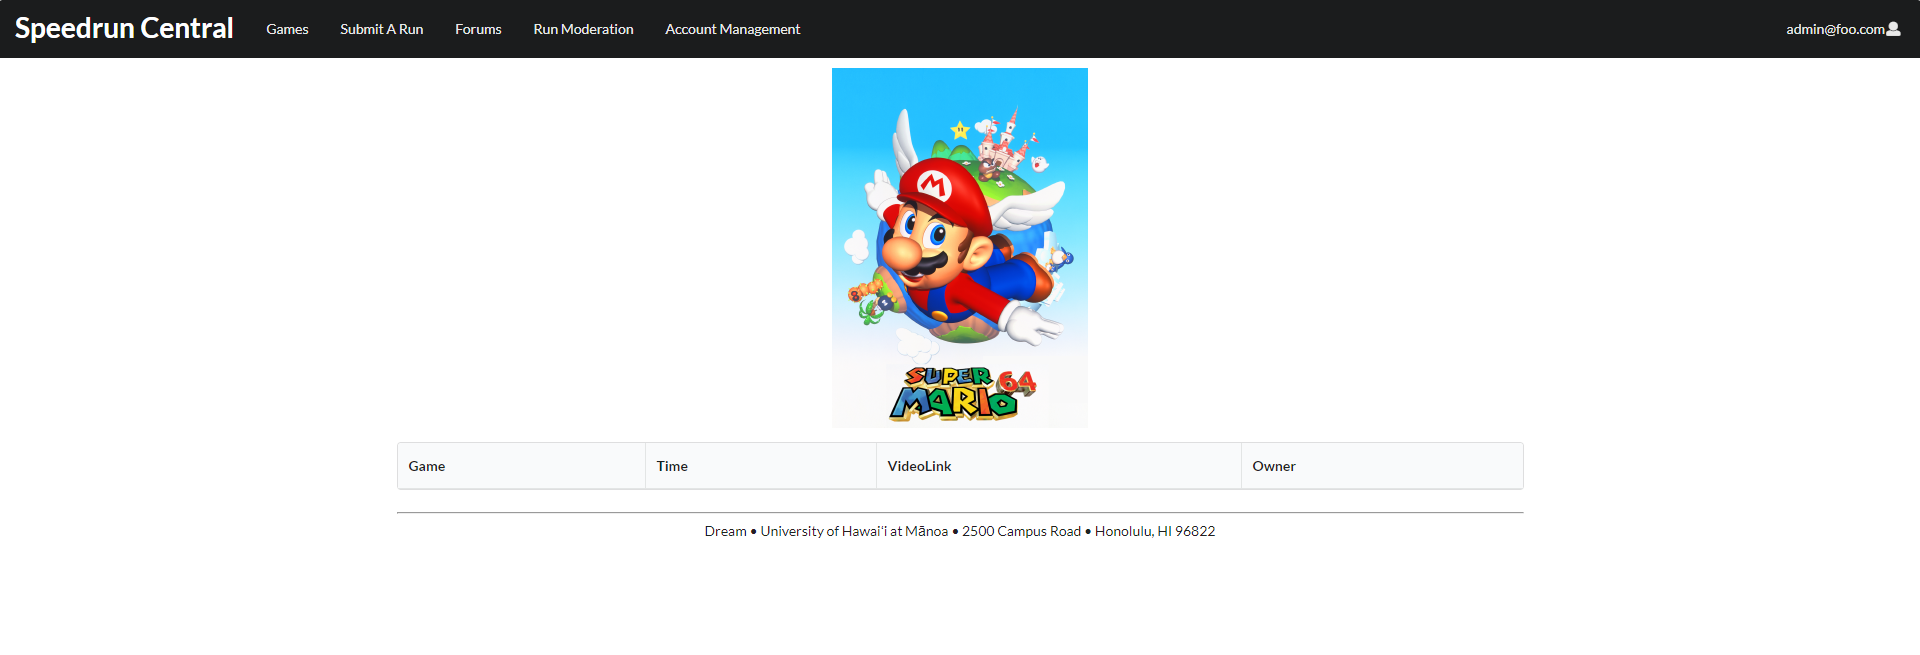 Speedrun Central Games Submit A Run Forums Run Moderation Account Management admin@foo.com
M
SUPER
MARIO 64
Game Time VideoLink Owner
Dream • University of Hawaiʻi at Mānoa • 2500 Campus Road • Honolulu, HI 96822